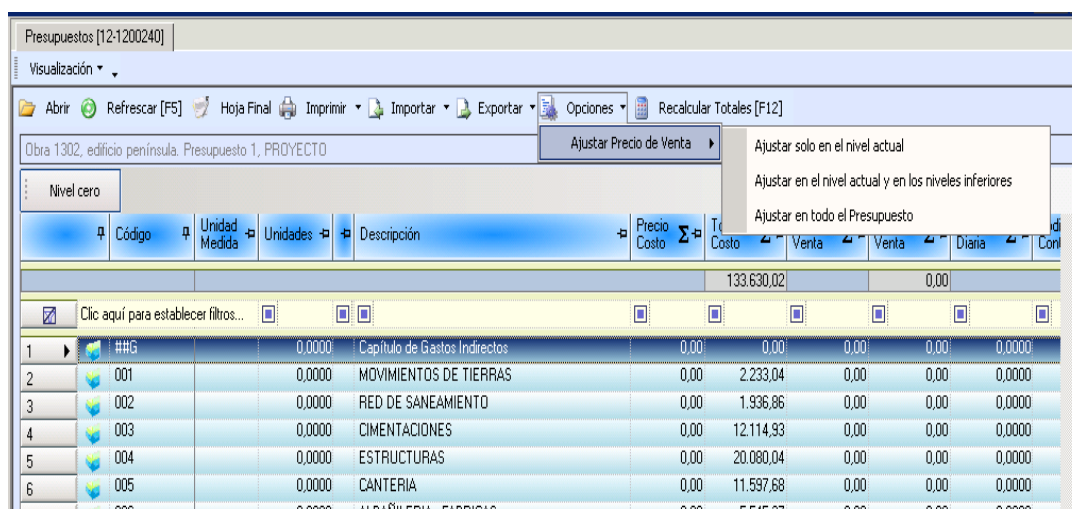 Presupuestos [12-1200240]
Visualización
Abrir Refrescar [F5] Hoja Final Imprimir Importar Exportar Opciones Recalcular Totales [F12]
Obra 1302, edificio península. Presupuesto 1, PROYECTO
Ajustar Precio de Venta
Ajustar solo en el nivel actual
Ajustar en el nivel actual y en los niveles inferiores
Ajustar en todo el Presupuesto
Nivel cero
Código Unidad Medida Unidades Descripción Precio Costo Σ Costo Venta Venta Diaria
133.630,02 0,00
Clic aquí para establecer filtros...
1 ##G 0,0000 Capítulo de Gastos Indirectos 0,00 0,00 0,00 0,00 0,0000
2 001 0,0000 MOVIMIENTOS DE TIERRAS 0,00 2.233,04 0,00 0,00 0,0000
3 002 0,0000 RED DE SANEAMIENTO 0,00 1.936,86 0,00 0,00 0,0000
4 003 0,0000 CIMENTACIONES 0,00 12.114,93 0,00 0,00 0,0000
5 004 0,0000 ESTRUCTURAS 0,00 20.080,04 0,00 0,00 0,0000
6 005 0,0000 CANTERIA 0,00 11.597,68 0,00 0,00 0,0000